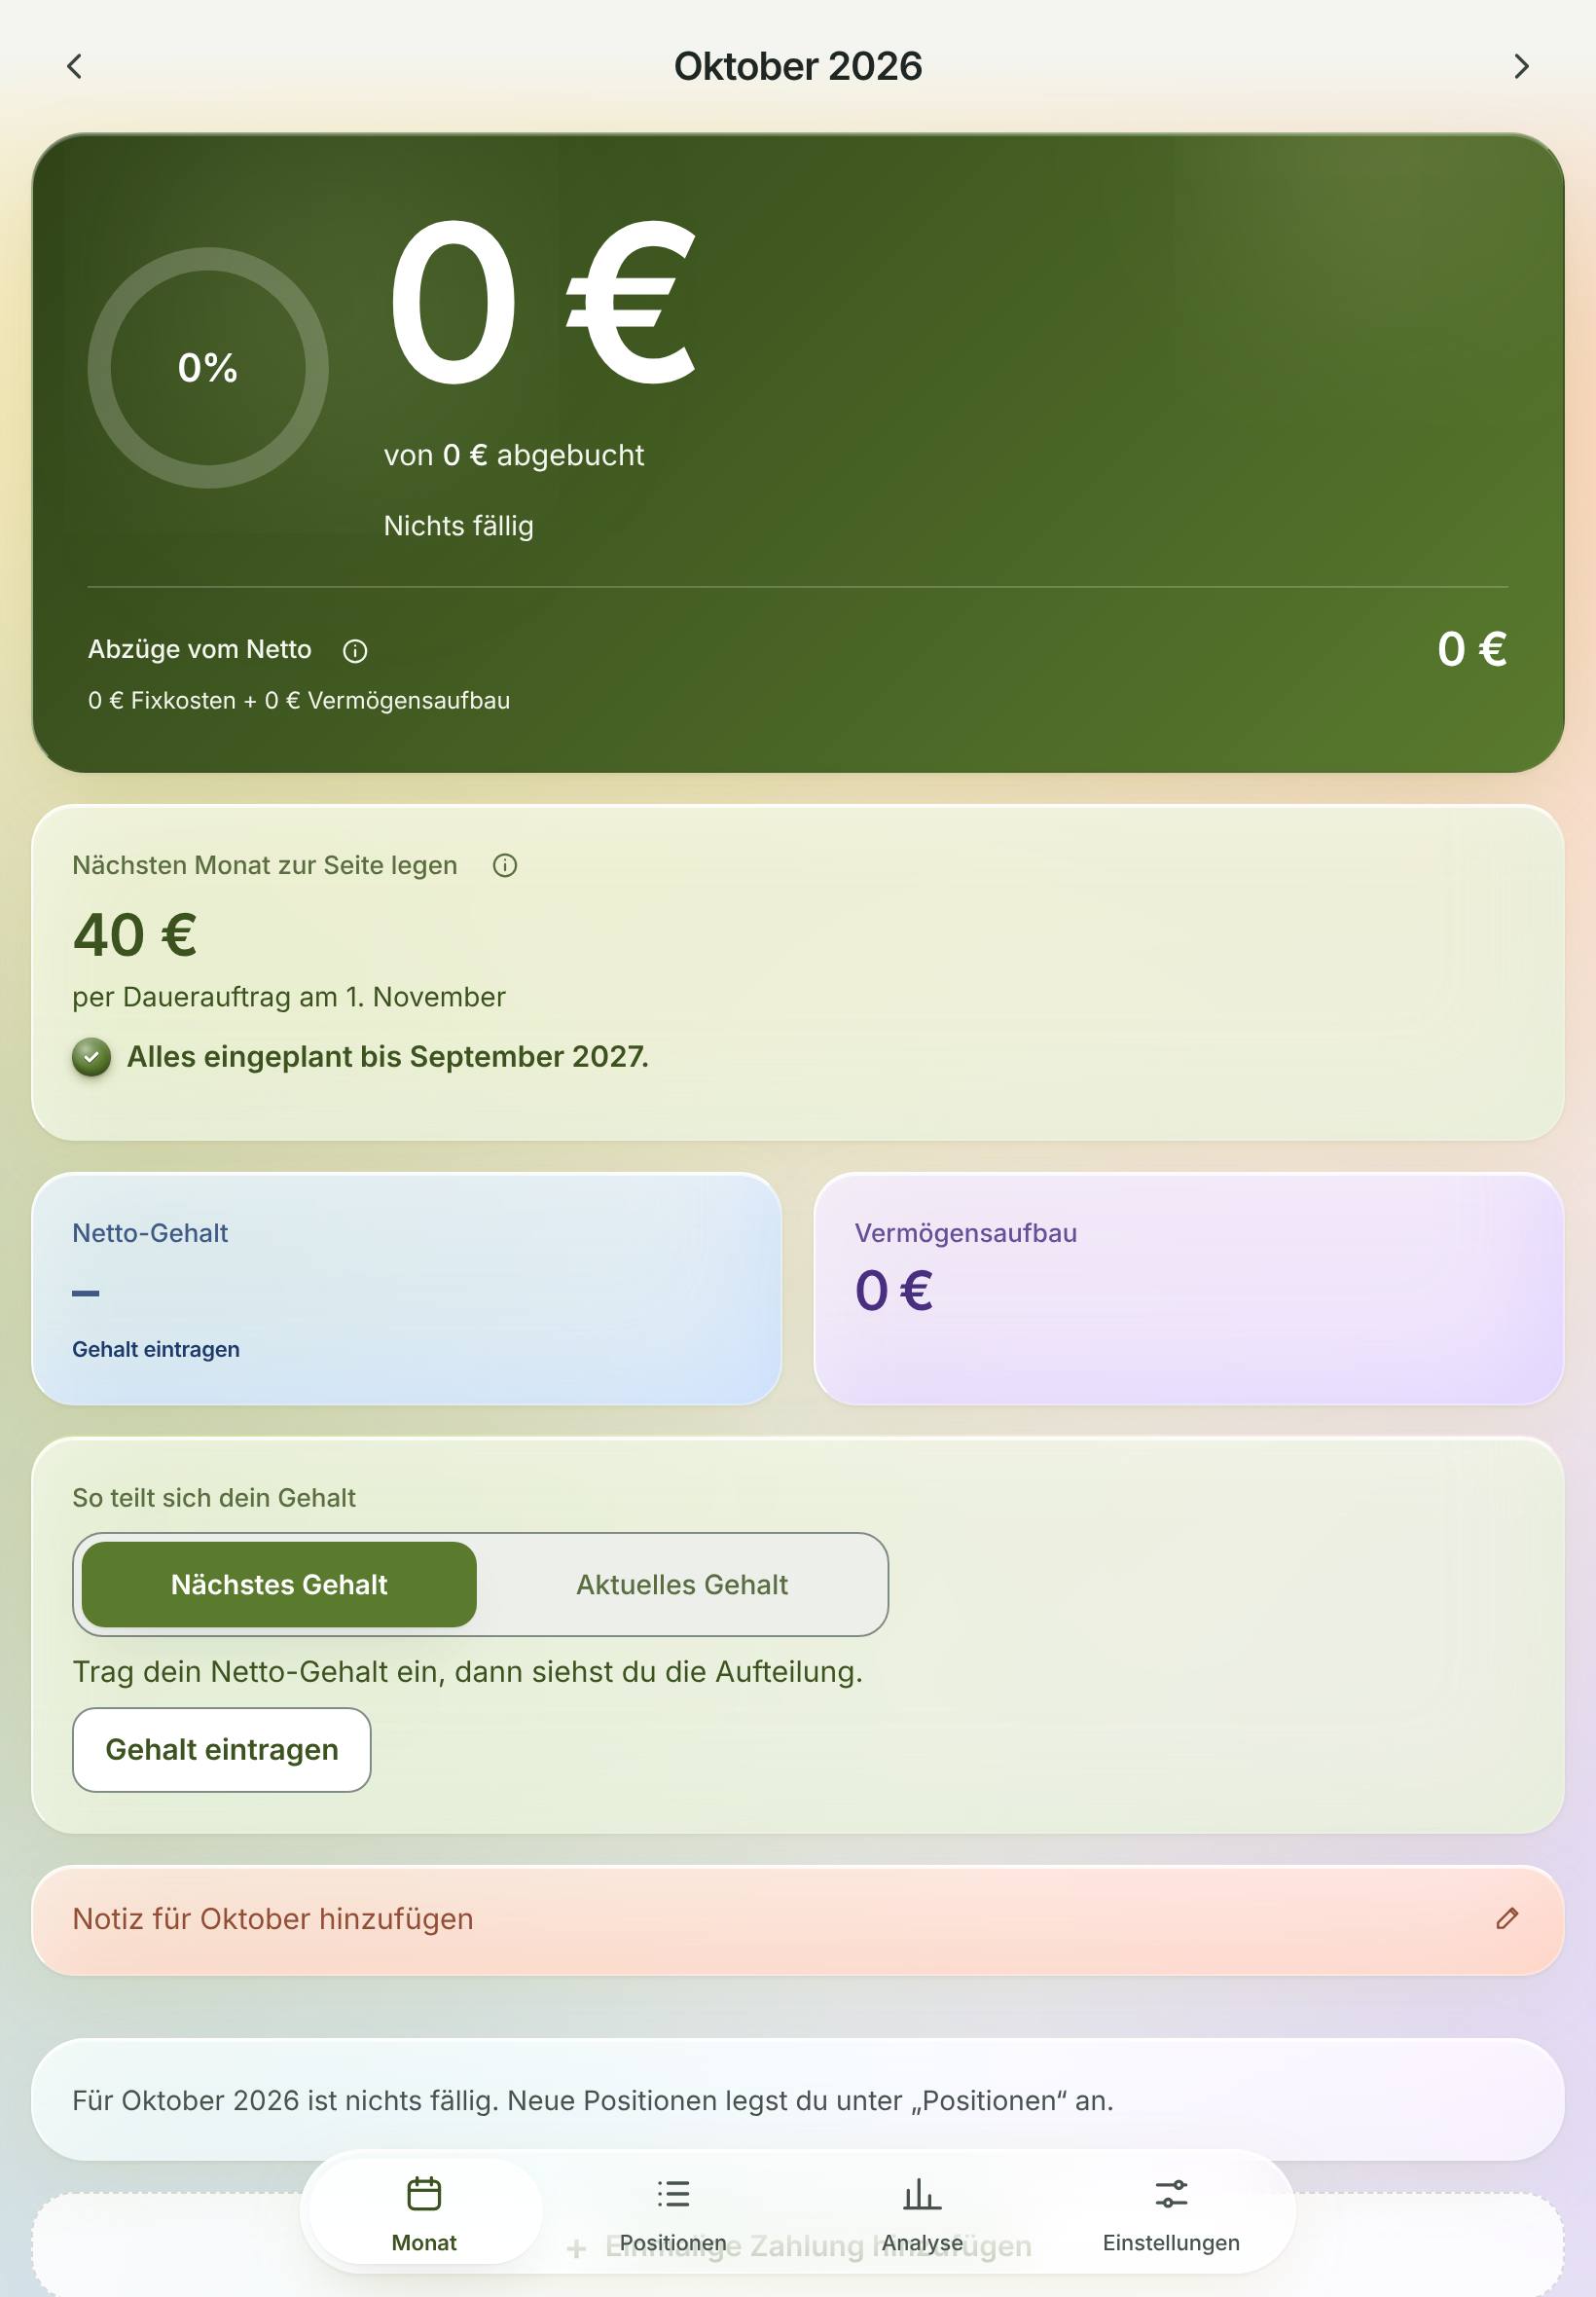 Oktober 2026
0%
0 €
von 0 € abgebucht
Nichts fällig
Abzüge vom Netto
0 €
0 € Fixkosten + 0 € Vermögensaufbau
Nächsten Monat zur Seite legen
40 €
per Dauerauftrag am 1. November
Alles eingeplant bis September 2027.
Netto-Gehalt
–
Gehalt eintragen
Vermögensaufbau
0 €
So teilt sich dein Gehalt
Nächstes Gehalt
Aktuelles Gehalt
Trag dein Netto-Gehalt ein, dann siehst du die Aufteilung.
Gehalt eintragen
Notiz für Oktober hinzufügen
Für Oktober 2026 ist nichts fällig. Neue Positionen legst du unter „Positionen“ an.
+ Einmalige Zahlung hinzufügen
Monat
Positionen
Analyse
Einstellungen